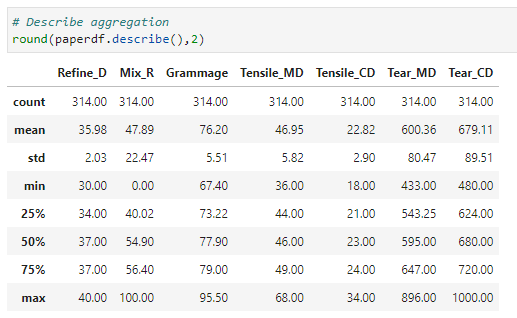 # Describe aggregation
round(paperdf.describe(),2)
Refine_D Mix_R Grammage Tensile_MD Tensile_CD Tear_MD Tear_CD
count 314.00 314.00 314.00 314.00 314.00 314.00 314.00
mean 35.98 47.89 76.20 46.95 22.82 600.36 679.11
std 2.03 22.47 5.51 5.82 2.90 80.47 89.51
min 30.00 0.00 67.40 36.00 18.00 433.00 480.00
25% 34.00 40.02 73.22 44.00 21.00 543.25 624.00
50% 37.00 54.90 77.90 46.00 23.00 595.00 680.00
75% 37.00 56.40 79.00 49.00 24.00 647.00 720.00
max 40.00 100.00 95.50 68.00 34.00 896.00 1000.00